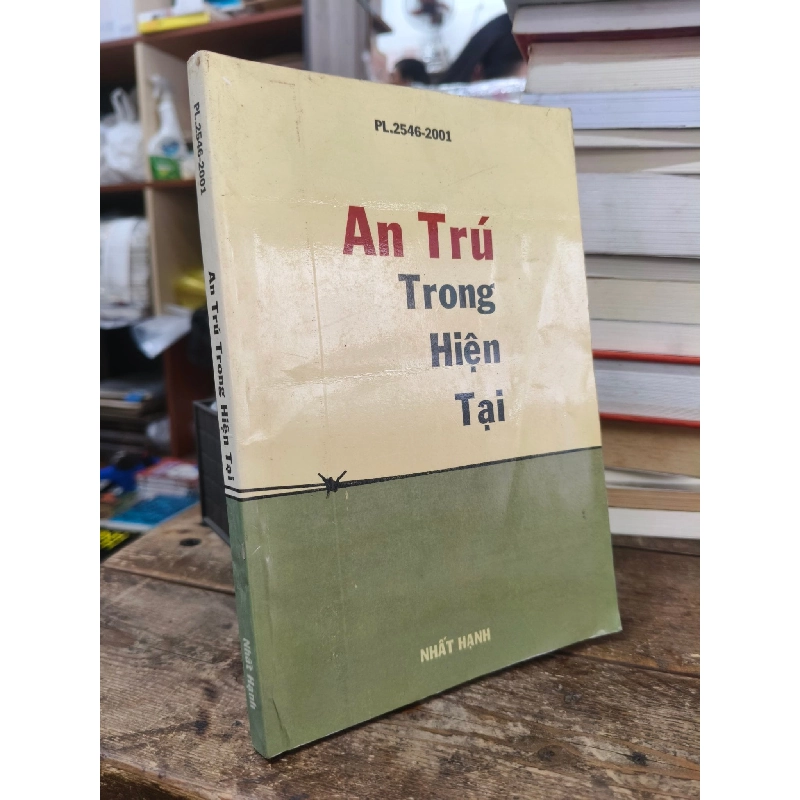 PL.2546-2001
An Trú
Trong
Hiện
Tại
NHẤT HẠNH
PL.2546-2001
An Trú Trong Hiện Tại
Nhất Hạnh